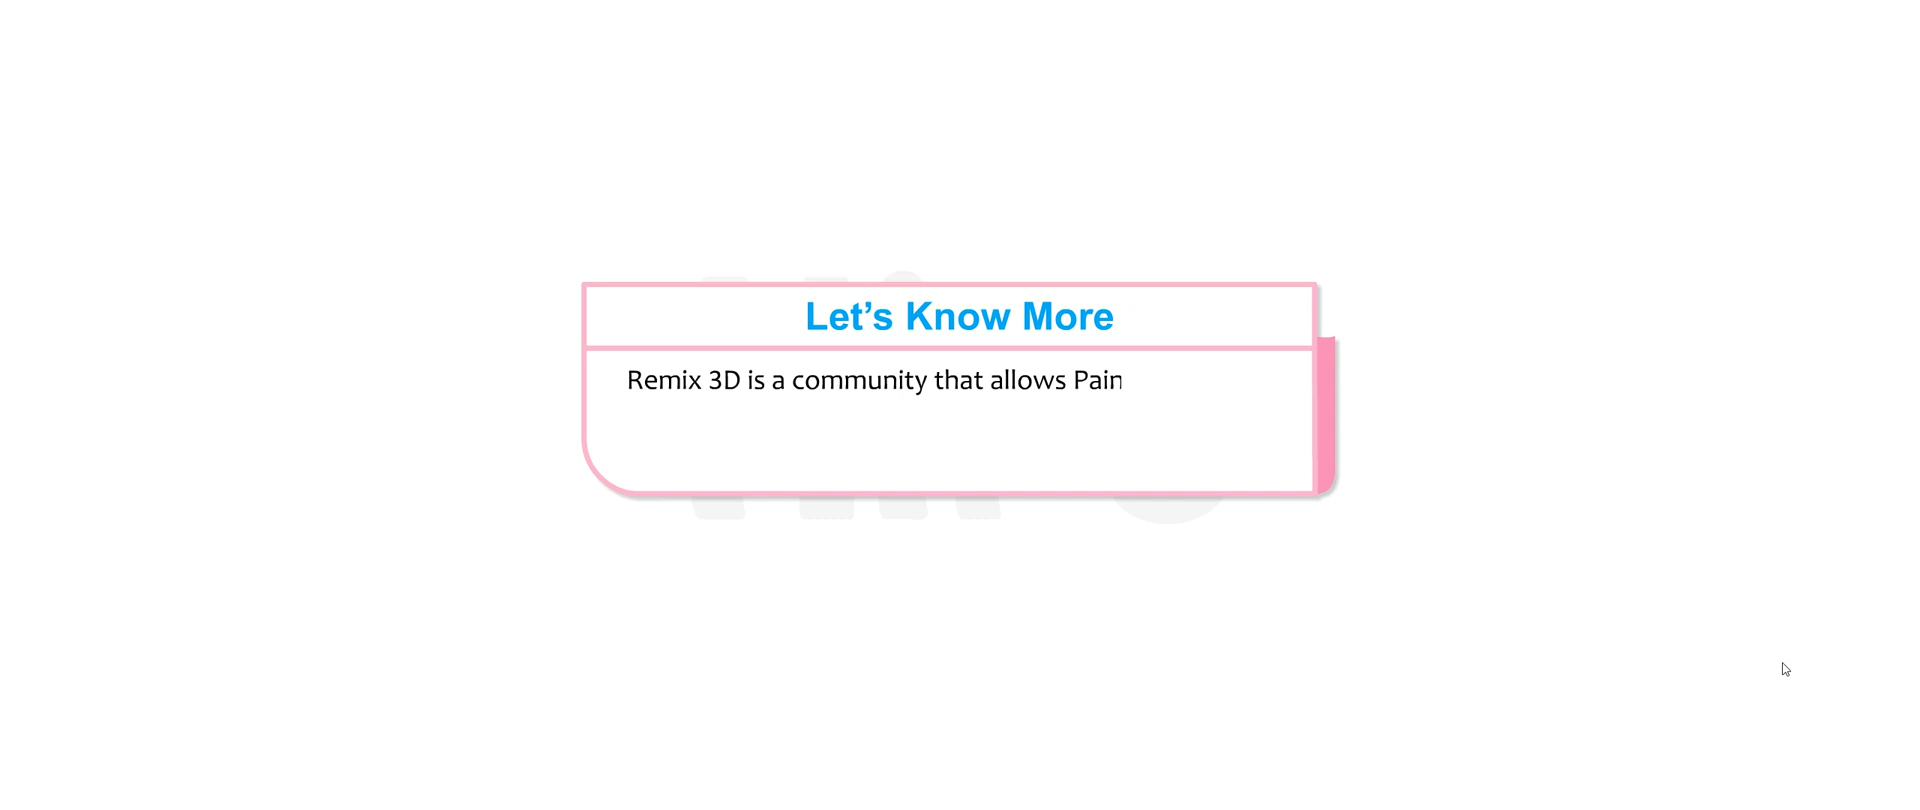 Let’s Know More
Remix 3D is a community that allows Pain